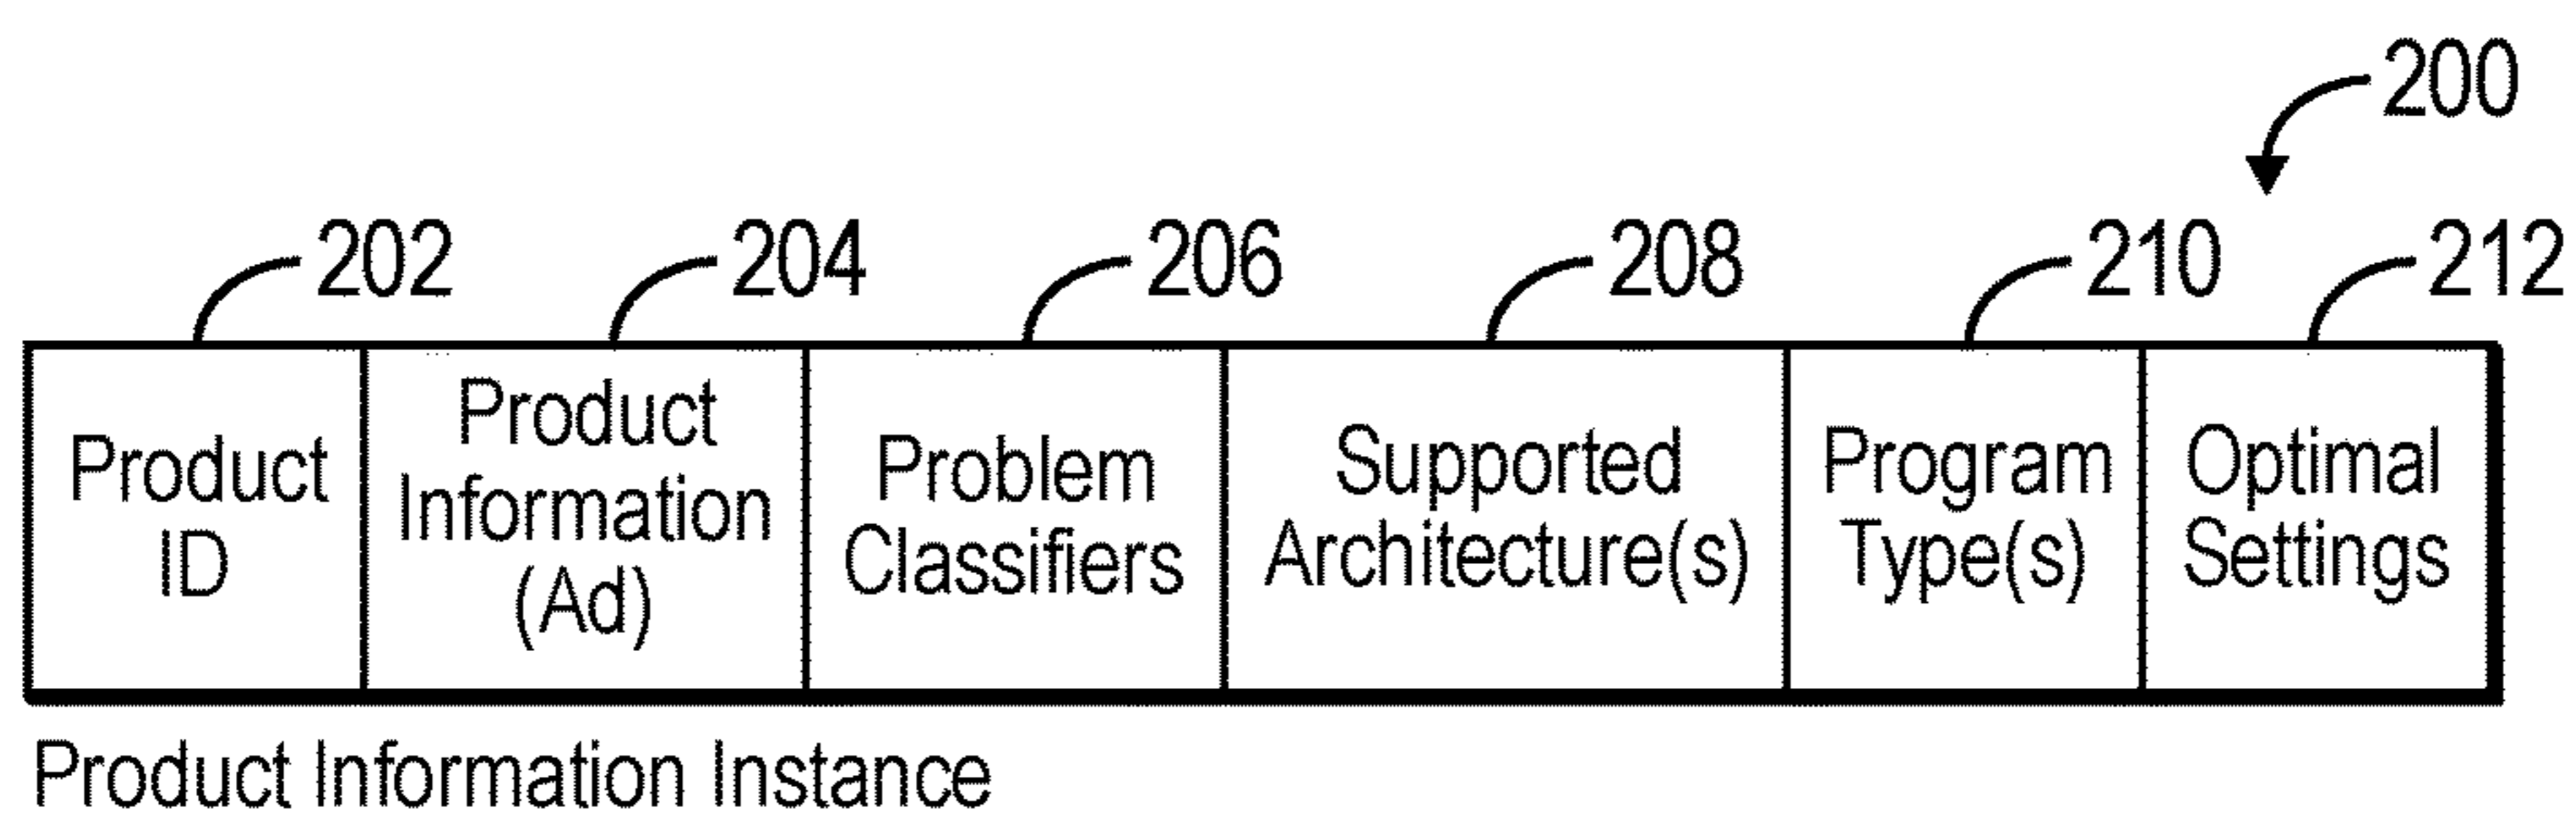 200
202
204
206
208
210
212
Product
ID
Product
Information
(Ad)
Problem
Classifiers
Supported
Architecture(s)
Program
Type(s)
Optimal
Settings
Product Information Instance